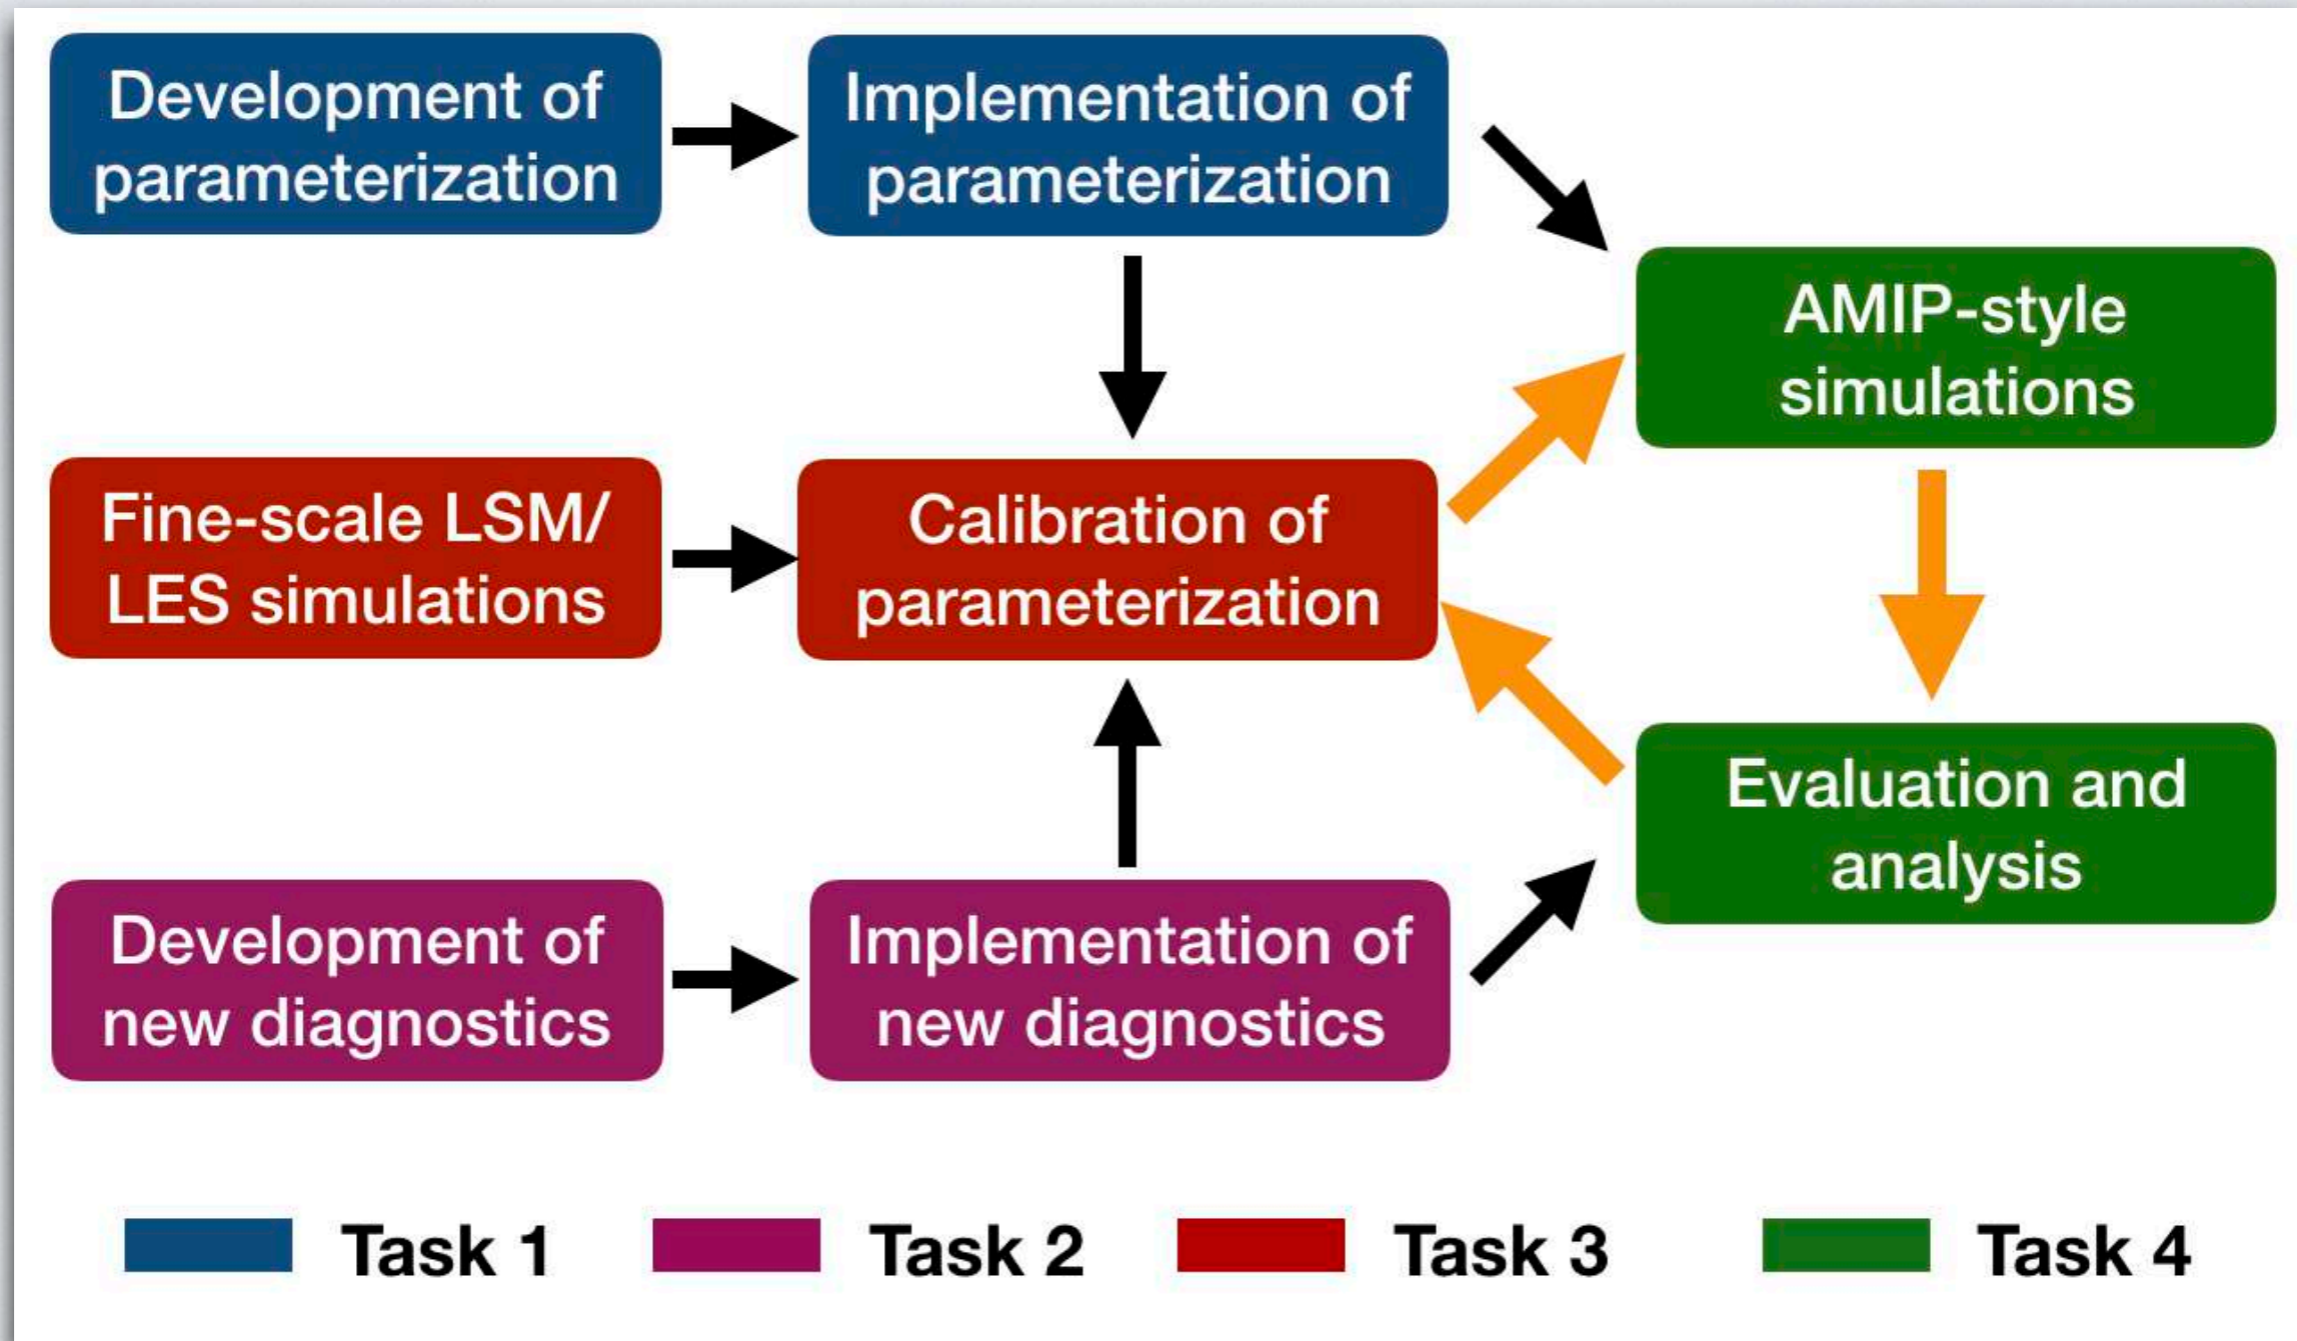 Development of
parameterization
Implementation of
parameterization
AMIP-style
simulations
Fine-scale LSM/
LES simulations
Calibration of
parameterization
Evaluation and
analysis
Development of
new diagnostics
Implementation of
new diagnostics
Task 1
Task 2
Task 3
Task 4